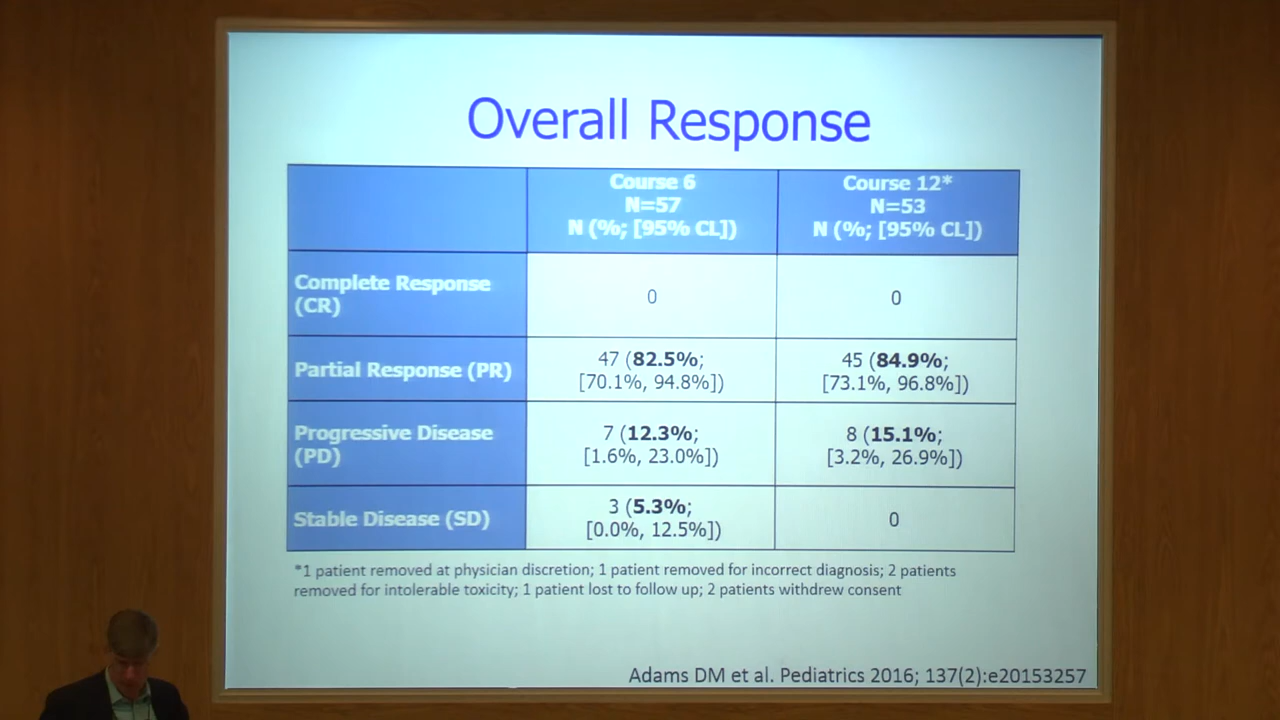 Overall Response
Course 6
N=57
N (%; [95% CL])
Course 12*
N=53
N (%; [95% CL])
Complete Response
(CR)
0
0
Partial Response (PR)
47 (82.5%;
[70.1%, 94.8%])
45 (84.9%;
[73.1%, 96.8%])
Progressive Disease
(PD)
7 (12.3%;
[1.6%, 23.0%])
8 (15.1%;
[3.2%, 26.9%])
Stable Disease (SD)
3 (5.3%;
[0.0%, 12.5%])
0
*1 patient removed at physician discretion; 1 patient removed for incorrect diagnosis; 2 patients
removed for intolerable toxicity; 1 patient lost to follow up; 2 patients withdrew consent
Adams DM et al. Pediatrics 2016; 137(2):e20153257